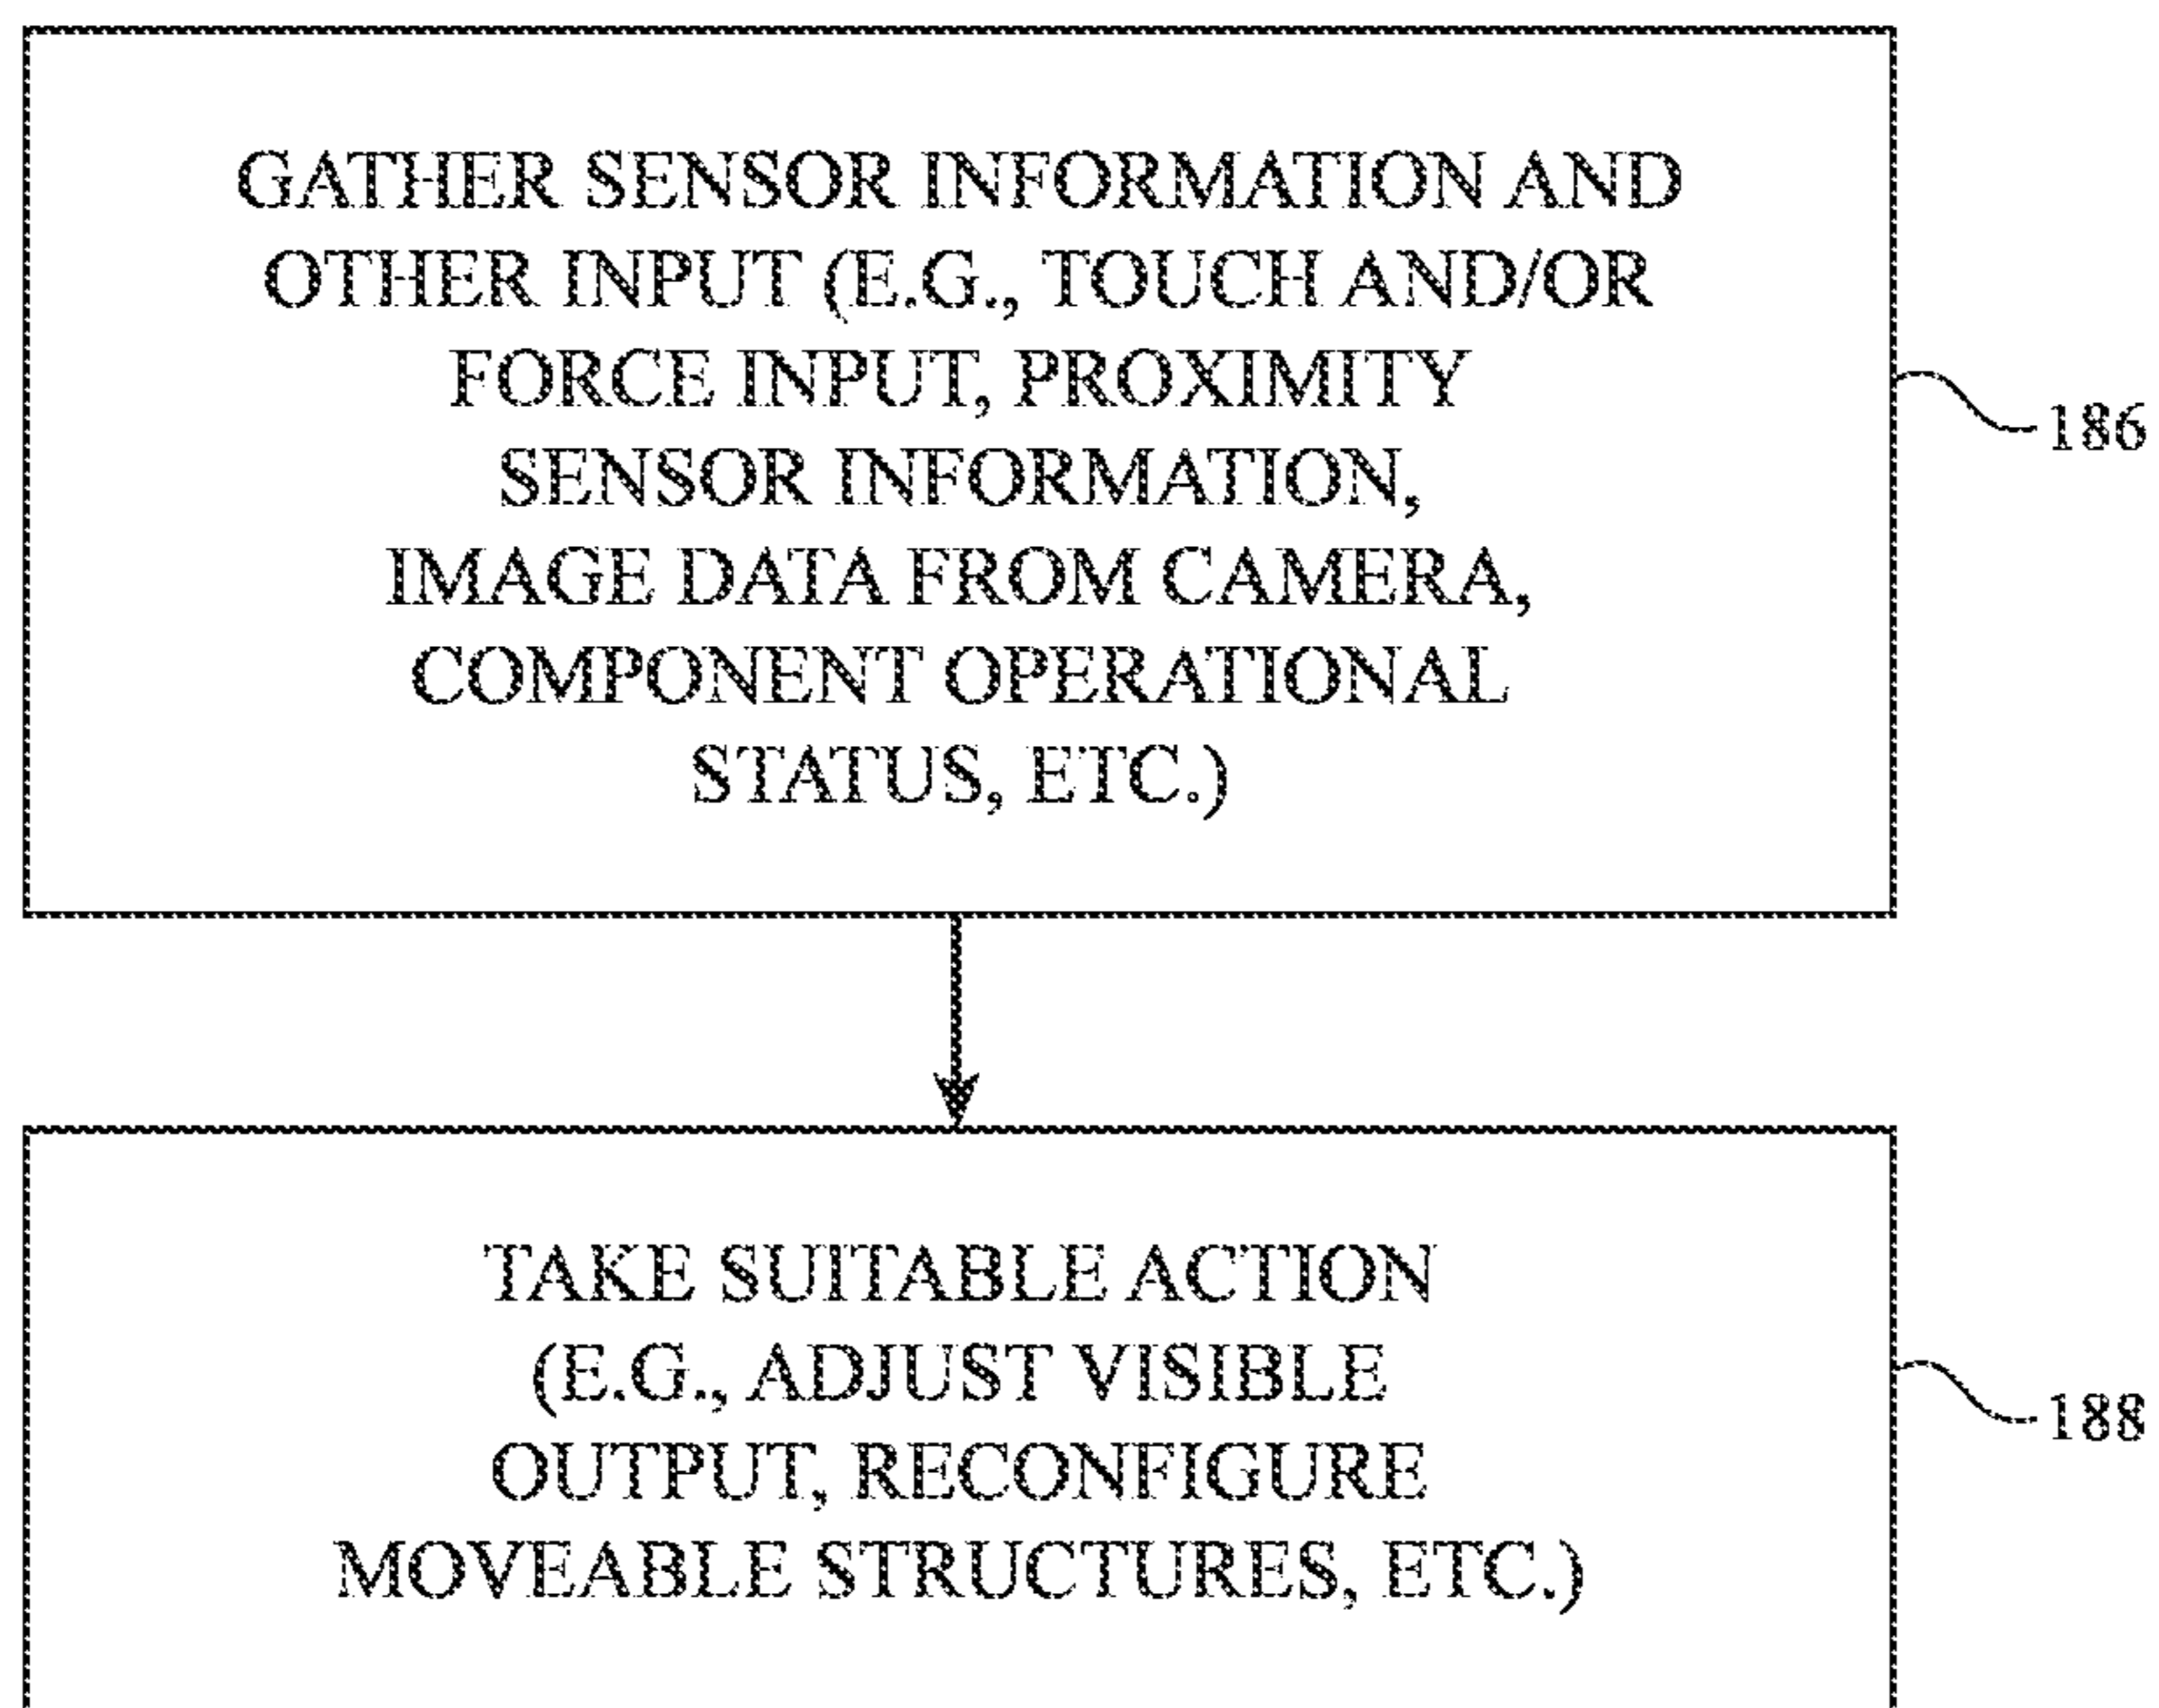 GATHER SENSOR INFORMATION AND
OTHER INPUT (E.G., TOUCH AND/OR
FORCE INPUT, PROXIMITY
SENSOR INFORMATION,
IMAGE DATA FROM CAMERA,
COMPONENT OPERATIONAL
STATUS, ETC.)
186
TAKE SUITABLE ACTION
(E.G., ADJUST VISIBLE
OUTPUT, RECONFIGURE
MOVEABLE STRUCTURES, ETC.)
188